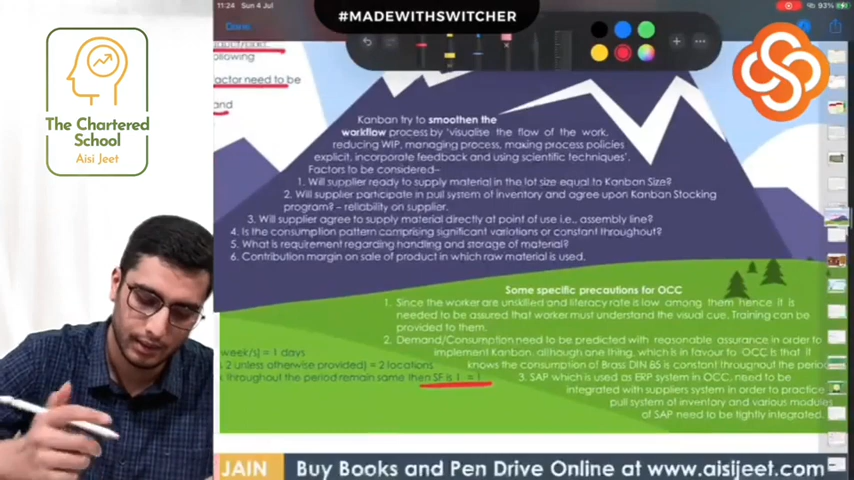 11:24 Sun 4 Jul
#MADEWITHSWITCHER
93%
Done
The Chartered
School
Aisi Jeet
ollowing
actor need to be
and
Kanban try to smoothen the
workflow process by 'visualise the flow of the work,
reducing WIP, managing process, making process policies
explicit, incorporate feedback and using scientific techniques'.
Factors to be considered–
1. Will supplier ready to supply material in the lot size equal to Kanban Size?
2. Will supplier participate in pull system of inventory and agree upon Kanban Stocking
program? – reliability on supplier.
3. Will supplier agree to supply material directly at point of use i.e., assembly line?
4. Is the consumption pattern comprising significant variations or constant throughout?
5. What is requirement regarding handling and storage of material?
6. Contribution margin on sale of product in which raw material is used.
Some specific precautions for OCC
1. Since the worker are unskilled and literacy rate is low among them hence it is
needed to be assured that worker must understand the visual cue. Training can be
provided to them.
2. Demand/Consumption need to be predicted with reasonable assurance in order to
implement Kanban, although one thing, which is in favour to OCC is that it
knows the consumption of Brass DIN 85 is constant throughout the period
3. SAP which is used as ERP system in OCC, need to be
integrated with suppliers system in order to practice
pull system of inventory and various modules
of SAP need to be tightly integrated.
week/s] = 1 days
2 unless otherwise provided) = 2 locations
throughout the period remain same then SF is 1 = 1
JAIN
Buy Books and Pen Drive Online at www.aisijeet.com